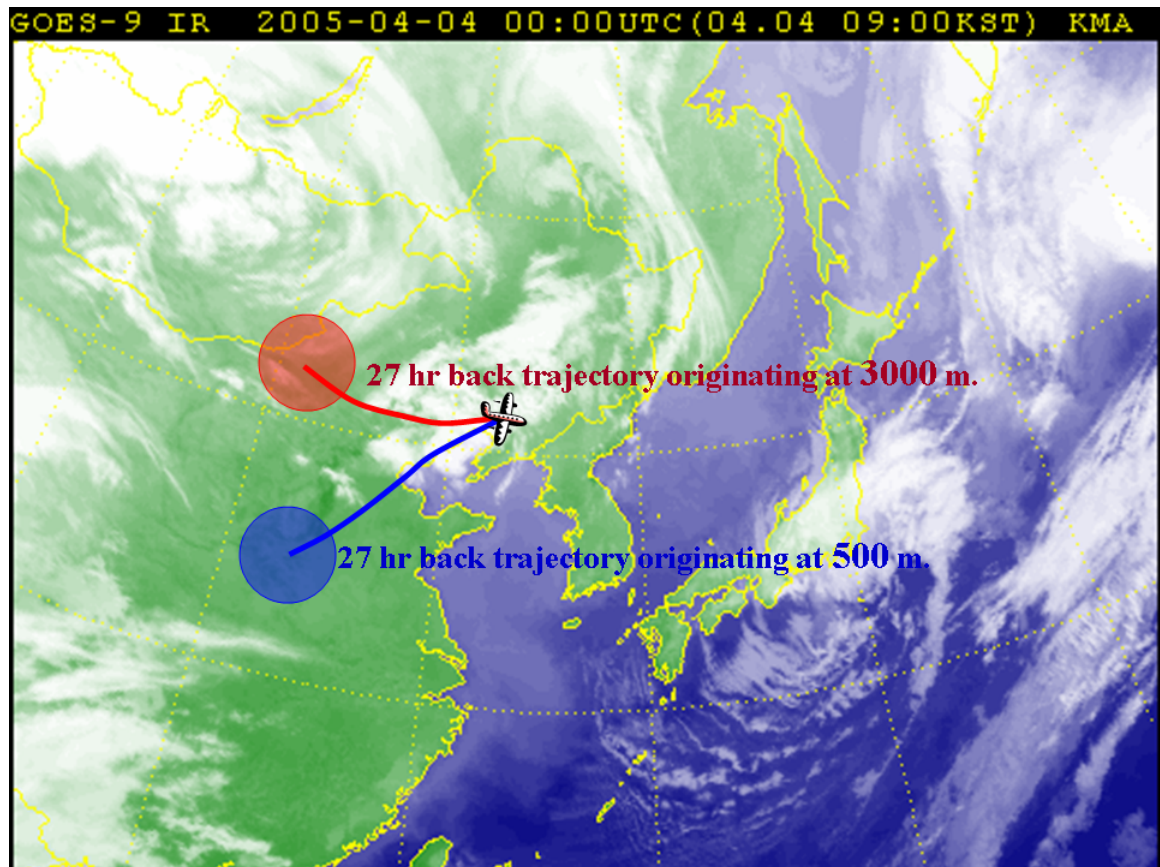 GOES-9 IR 2005-04-04 00:00UTC(04.04 09:00KST) KMA
27 hr back trajectory originating at 3000 m.
27 hr back trajectory originating at 500 m.